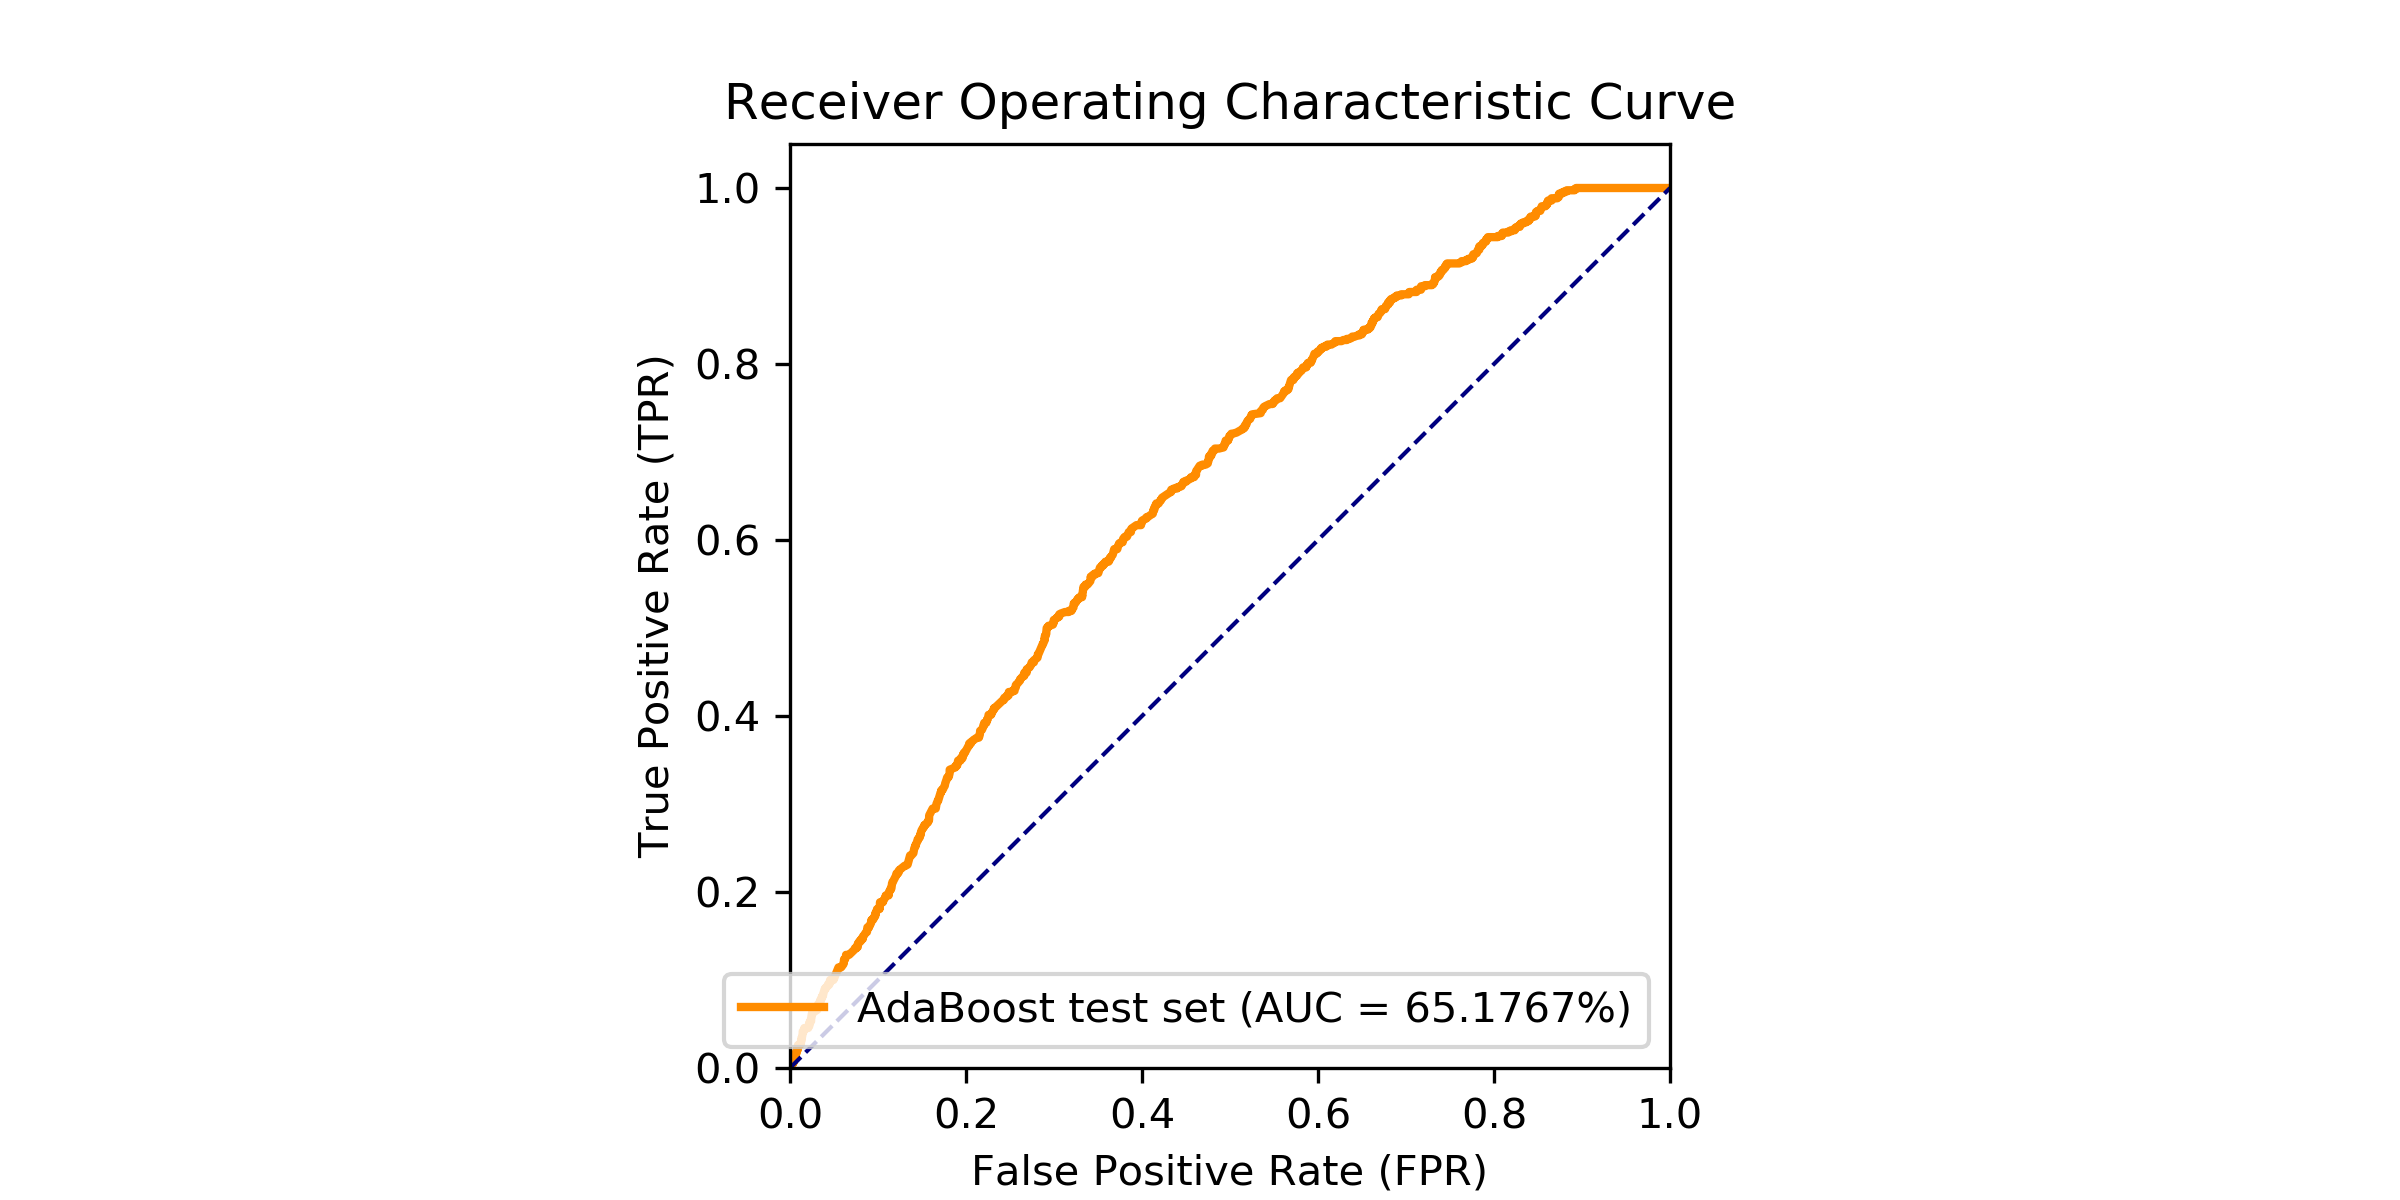 Receiver Operating Characteristic Curve
1.0
0.8
0.6
0.4
0.2
0.0
True Positive Rate (TPR)
AdaBoost test set (AUC = 65.1767%)
0.0 0.2 0.4 0.6 0.8 1.0
False Positive Rate (FPR)